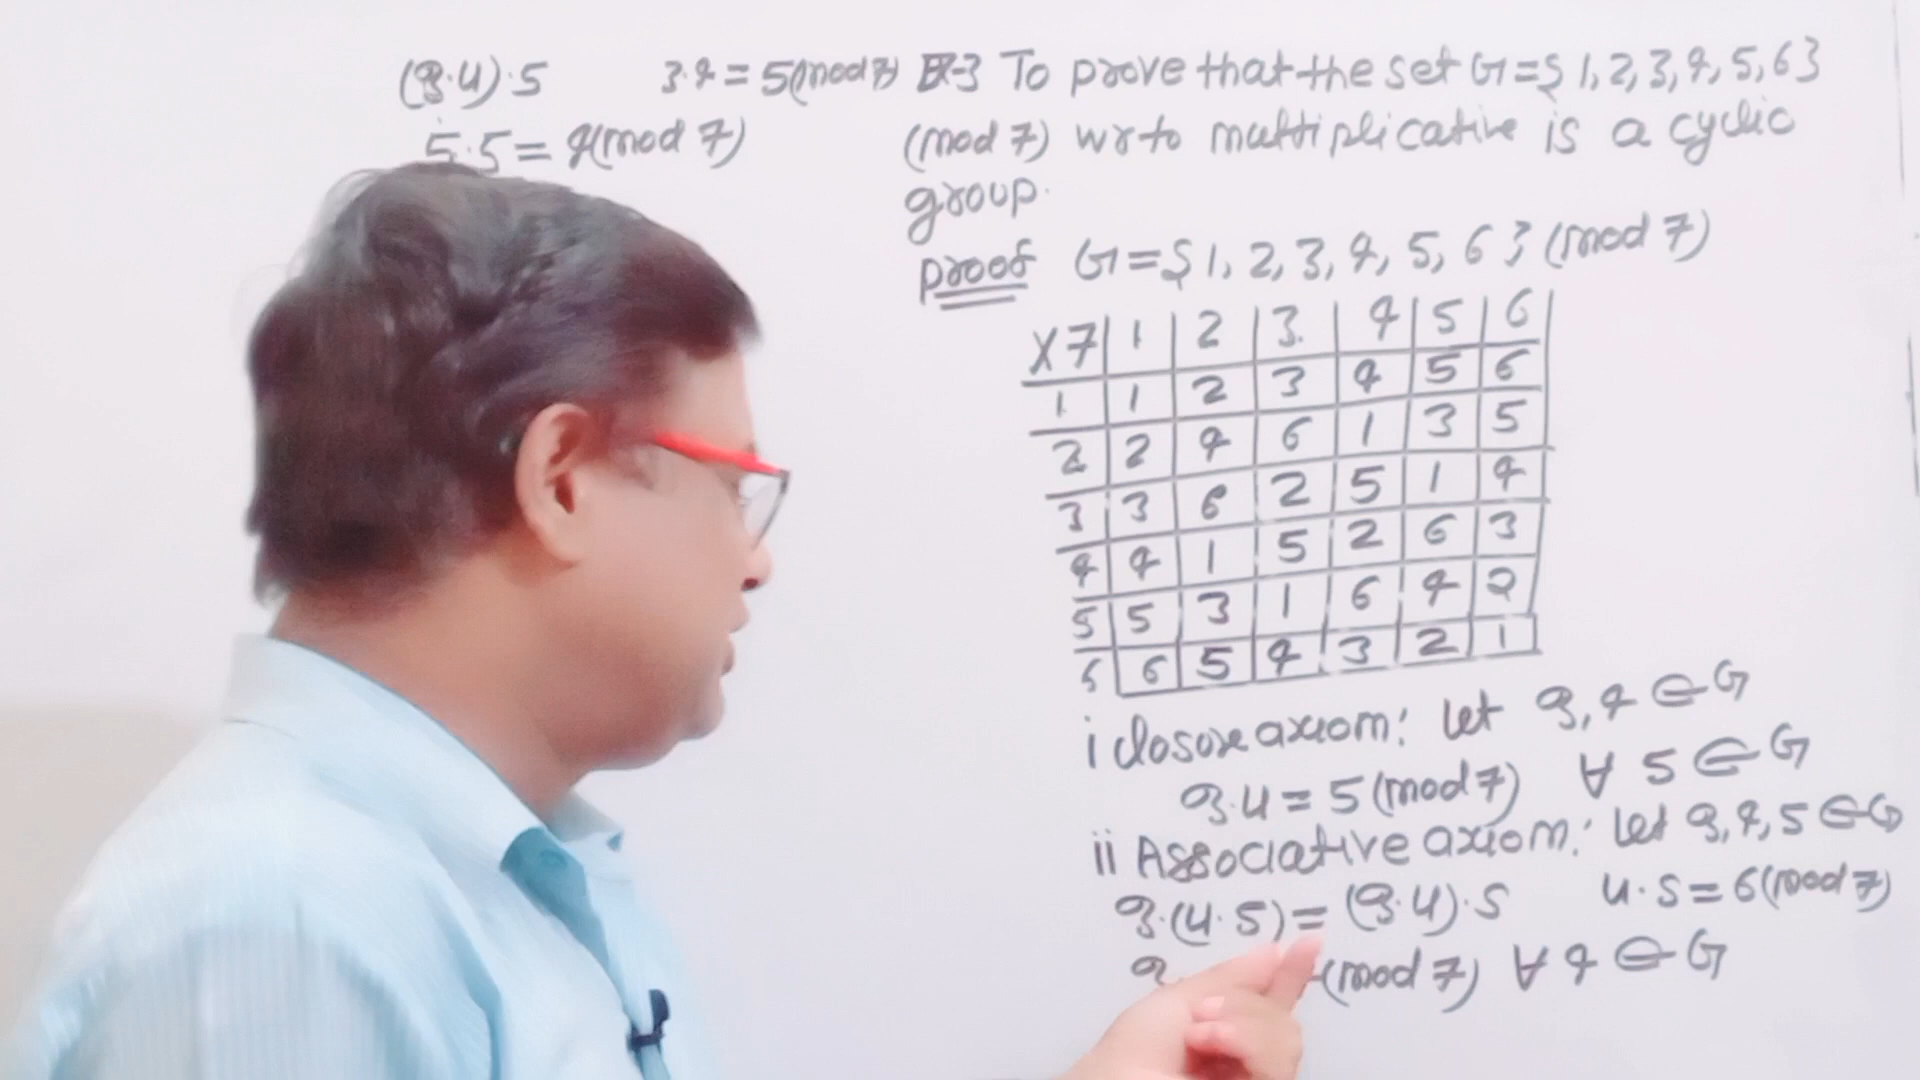 (3·4)·5 3·4=5(mod 7)
5·5=4(mod 7)
Ex-3 To prove that the set G={1,2,3,4,5,6}
(mod 7) wrto multiplicative is a cyclic
group.
proof G={1,2,3,4,5,6}(mod 7)
X7 1 2 3 4 5 6
1 1 2 3 4 5 6
2 2 4 6 1 3 5
3 3 6 2 5 1 4
4 4 1 5 2 6 3
5 5 3 1 6 4 2
6 6 5 4 3 2 1
i closure axiom: let 3,4 ∈ G
3·4=5(mod 7) ∀ 5 ∈ G
ii Associative axiom: let 3,4,5 ∈ G
3·(4·5)=(3·4)·5 4·5=6(mod 7)
3· (mod 7) ∀ 4 ∈ G